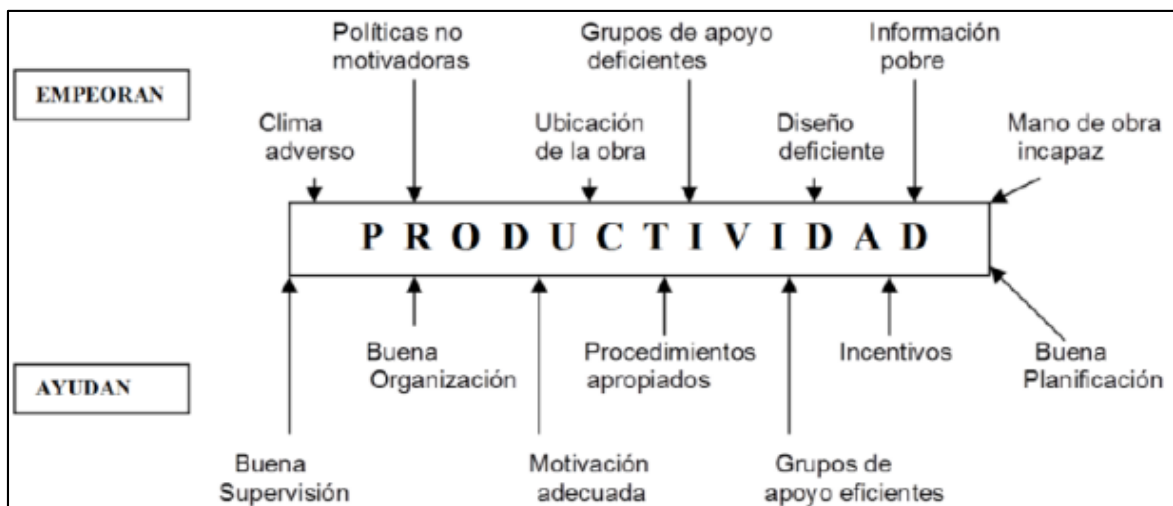 Políticas no
motivadoras
Grupos de apoyo
deficientes
Información
pobre
EMPEORAN
Clima
adverso
Ubicación
de la obra
Diseño
deficiente
Mano de obra
incapaz
PRODUCTIVIDAD
Buena
Organización
Procedimientos
apropiados
Incentivos
Buena
Planificación
AYUDAN
Buena
Supervisión
Motivación
adecuada
Grupos de
apoyo eficientes